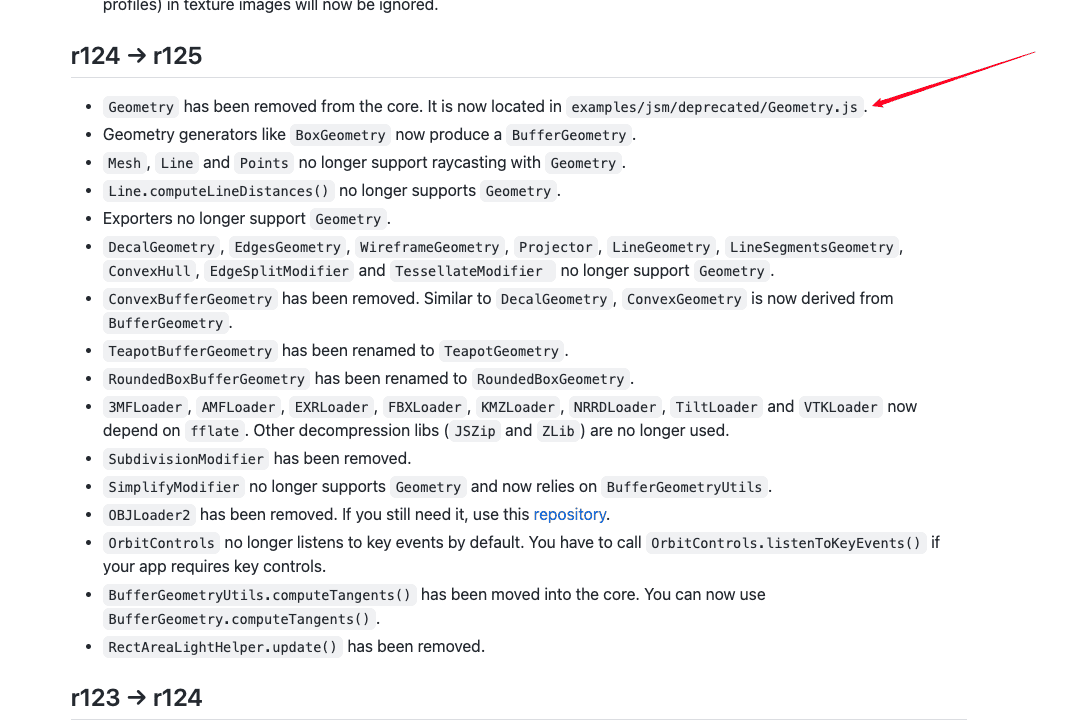 profiles) in texture images will now be ignored.
r124 → r125
• Geometry has been removed from the core. It is now located in examples/jsm/deprecated/Geometry.js.
• Geometry generators like BoxGeometry now produce a BufferGeometry.
• Mesh, Line and Points no longer support raycasting with Geometry.
• Line.computeLineDistances() no longer supports Geometry.
• Exporters no longer support Geometry.
• DecalGeometry, EdgesGeometry, WireframeGeometry, Projector, LineGeometry, LineSegmentsGeometry,
ConvexHull, EdgeSplitModifier and TessellateModifier no longer support Geometry.
• ConvexBufferGeometry has been removed. Similar to DecalGeometry, ConvexGeometry is now derived from
BufferGeometry.
• TeapotBufferGeometry has been renamed to TeapotGeometry.
• RoundedBoxBufferGeometry has been renamed to RoundedBoxGeometry.
• 3MFLoader, AMFLoader, EXRLoader, FBXLoader, KMZLoader, NRRDLoader, TiltLoader and VTKLoader now
depend on fflate. Other decompression libs (JSZip and ZLib) are no longer used.
• SubdivisionModifier has been removed.
• SimplifyModifier no longer supports Geometry and now relies on BufferGeometryUtils.
• OBJLoader2 has been removed. If you still need it, use this repository.
• OrbitControls no longer listens to key events by default. You have to call OrbitControls.listenToKeyEvents() if
your app requires key controls.
• BufferGeometryUtils.computeTangents() has been moved into the core. You can now use
BufferGeometry.computeTangents().
• RectAreaLightHelper.update() has been removed.
r123 → r124